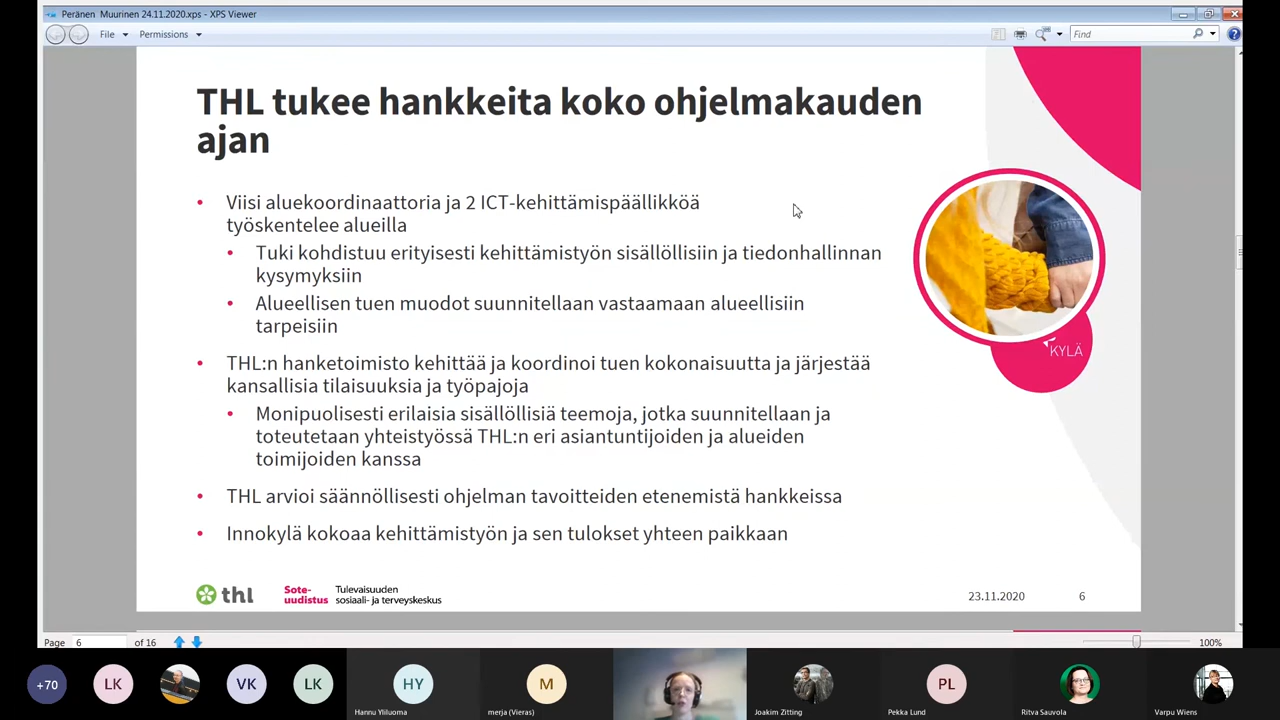 Peränen Muurinen 24.11.2020.xps - XPS Viewer
File
Permissions
Find
THL tukee hankkeita koko ohjelmakauden
ajan
• Viisi aluekoordinaattoria ja 2 ICT-kehittämispäällikköä
työskentelee alueilla
• Tuki kohdistuu erityisesti kehittämistyön sisällöllisiin ja tiedonhallinnan
kysymyksiin
• Alueellisen tuen muodot suunnitellaan vastaamaan alueellisiin
tarpeisiin
KYLÄ
• THL:n hanketoimisto kehittää ja koordinoi tuen kokonaisuutta ja järjestää
kansallisia tilaisuuksia ja työpajoja
• Monipuolisesti erilaisia sisällöllisiä teemoja, jotka suunnitellaan ja
toteutetaan yhteistyössä THL:n eri asiantuntijoiden ja alueiden
toimijoiden kanssa
• THL arvioi säännöllisesti ohjelman tavoitteiden etenemistä hankkeissa
• Innokylä kokoaa kehittämistyön ja sen tulokset yhteen paikkaan
thl
Sote-
uudistus
Tulevaisuuden
sosiaali- ja terveyskeskus
23.11.2020
6
Page 6 of 16
100%
+70
LK
VK
LK
HY
Hannu Yliluoma
M
merja (Vieras)
Joakim Zitting
PL
Pekka Lund
Ritva Sauvola
Varpu Wiens